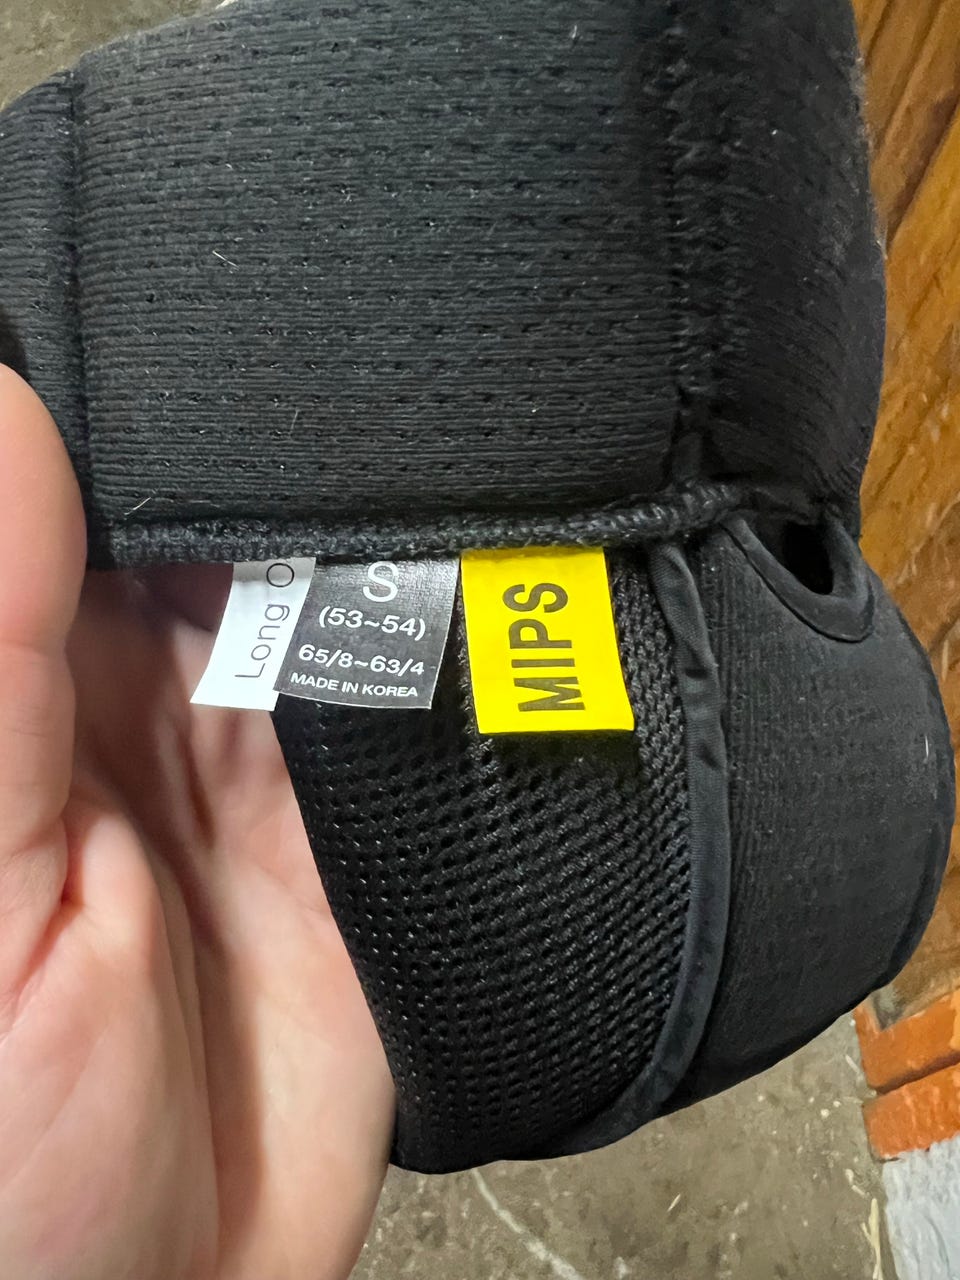 Long O
S
(53~54)
65/8~63/4
MADE IN KOREA
MIPS